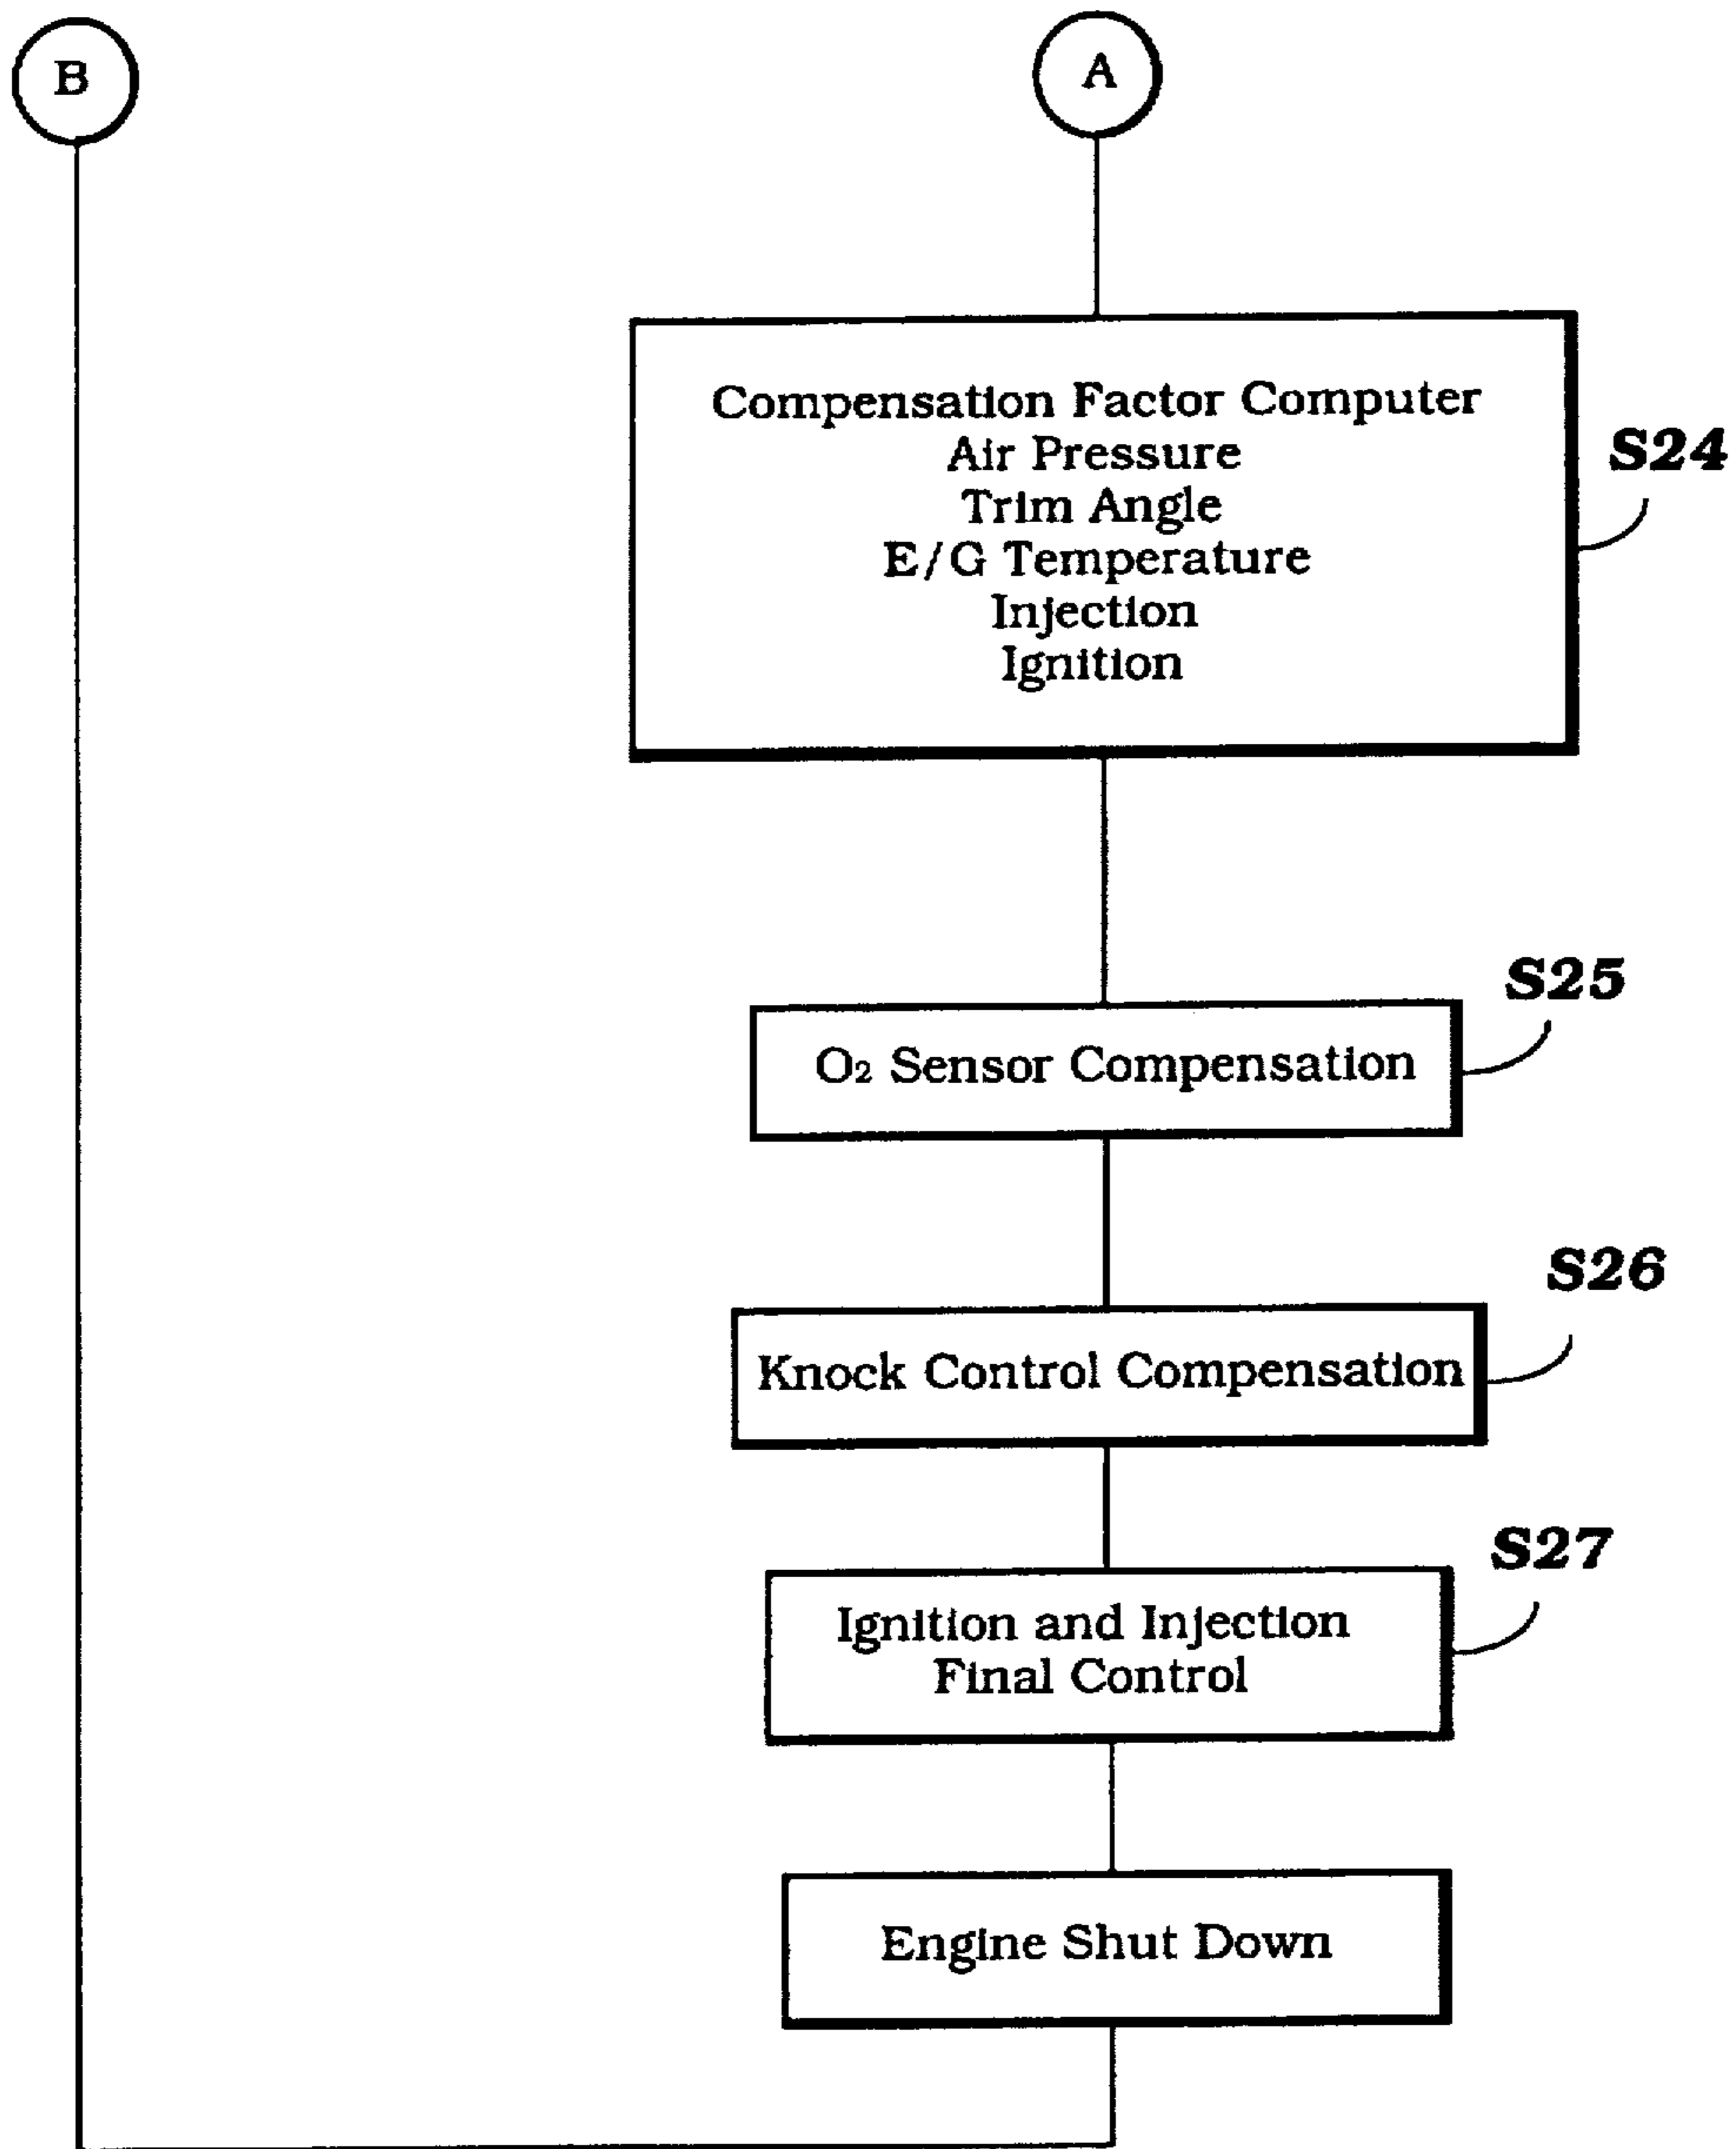 B
A
Compensation Factor Computer
Air Pressure
Trim Angle
E/G Temperature
Injection
Ignition
S24
O₂ Sensor Compensation
S25
Knock Control Compensation
S26
Ignition and Injection
Final Control
S27
Engine Shut Down